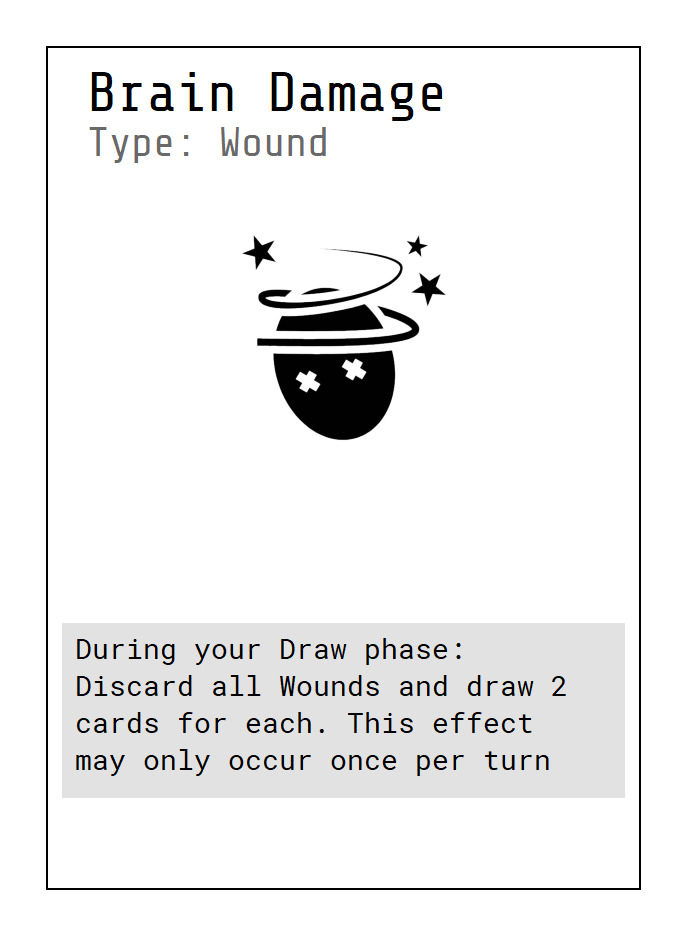 Brain Damage
Type: Wound
During your Draw phase:
Discard all Wounds and draw 2
cards for each. This effect
may only occur once per turn